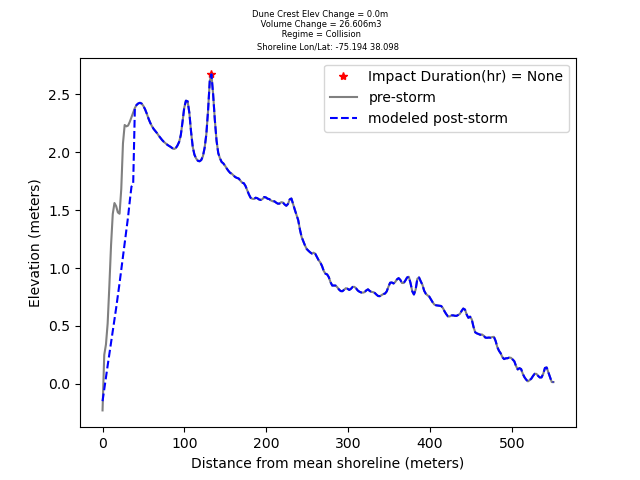 Dune Crest Elev Change = 0.0m
Volume Change = 26.606m3
Regime = Collision
Shoreline Lon/Lat: -75.194 38.098
Impact Duration(hr) = None
pre-storm
modeled post-storm
Elevation (meters)
2.5
2.0
1.5
1.0
0.5
0.0
0 100 200 300 400 500
Distance from mean shoreline (meters)